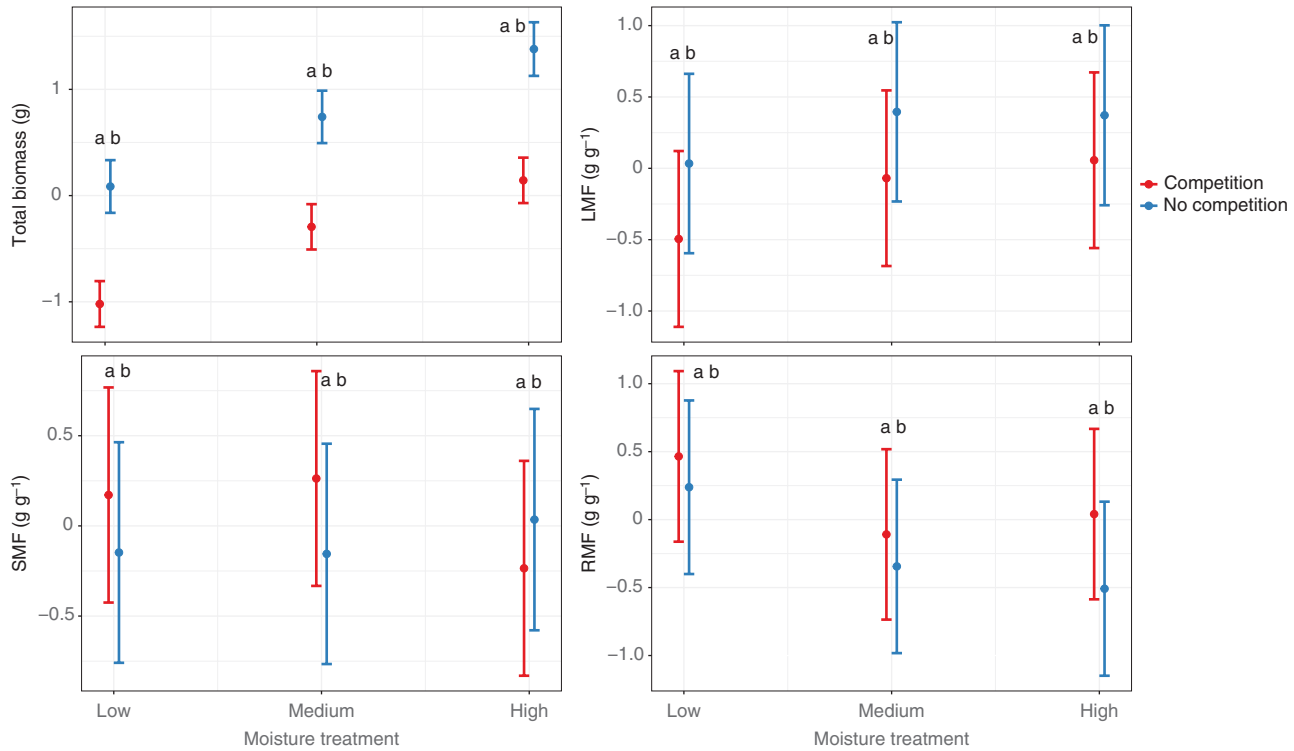 Total biomass (g)
1
0
−1
a b
a b
a b
LMF (g g⁻¹)
1.0
0.5
0
−0.5
−1.0
a b
a b
a b
Competition
No competition
SMF (g g⁻¹)
0.5
0
−0.5
a b
a b
a b
Low
Medium
High
Moisture treatment
RMF (g g⁻¹)
1.0
0.5
0
−0.5
−1.0
a b
a b
a b
Low
Medium
High
Moisture treatment